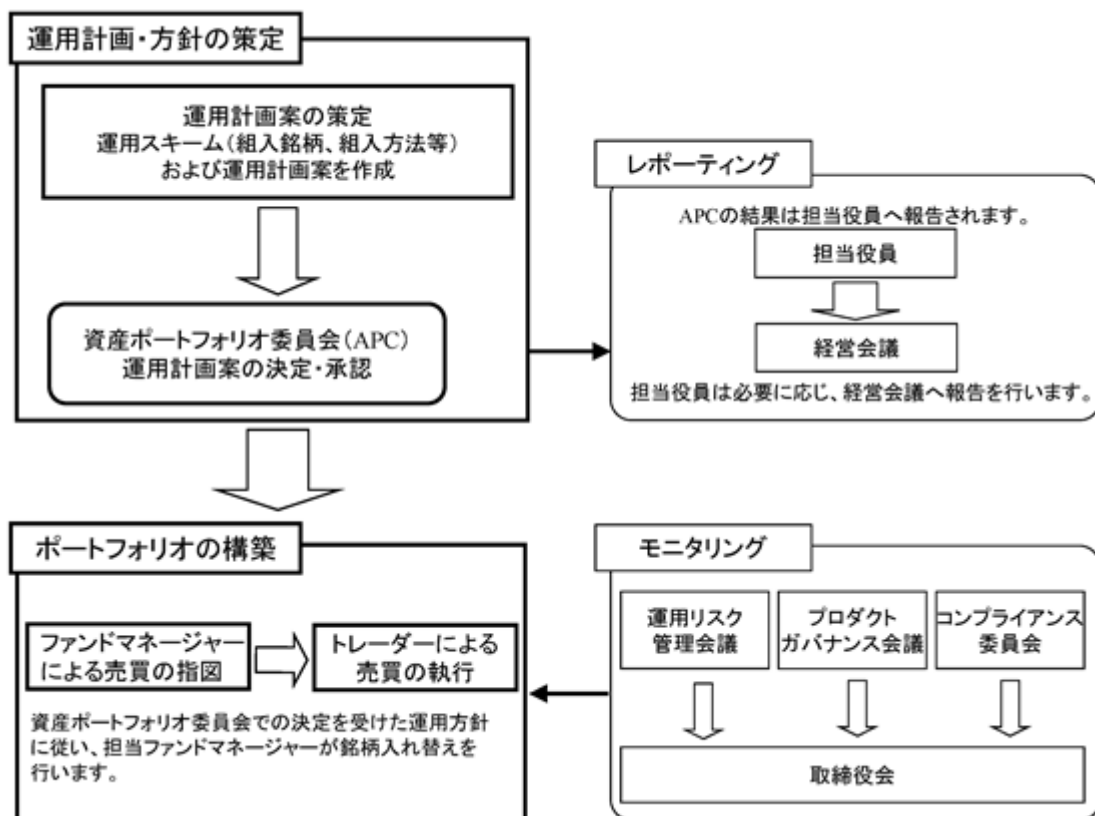 運用計画・方針の策定
運用計画案の策定
運用スキーム(組入銘柄、組入方法等)
および運用計画案を作成
資産ポートフォリオ委員会(APC)
運用計画案の決定・承認
レポーティング
APCの結果は担当役員へ報告されます。
担当役員
経営会議
担当役員は必要に応じ、経営会議へ報告を行います。
ポートフォリオの構築
ファンドマネージャー
による売買の指図
トレーダーによる
売買の執行
資産ポートフォリオ委員会での決定を受けた運用方針
に従い、担当ファンドマネージャーが銘柄入れ替えを
行います。
モニタリング
運用リスク
管理会議
プロダクト
ガバナンス会議
コンプライアンス
委員会
取締役会